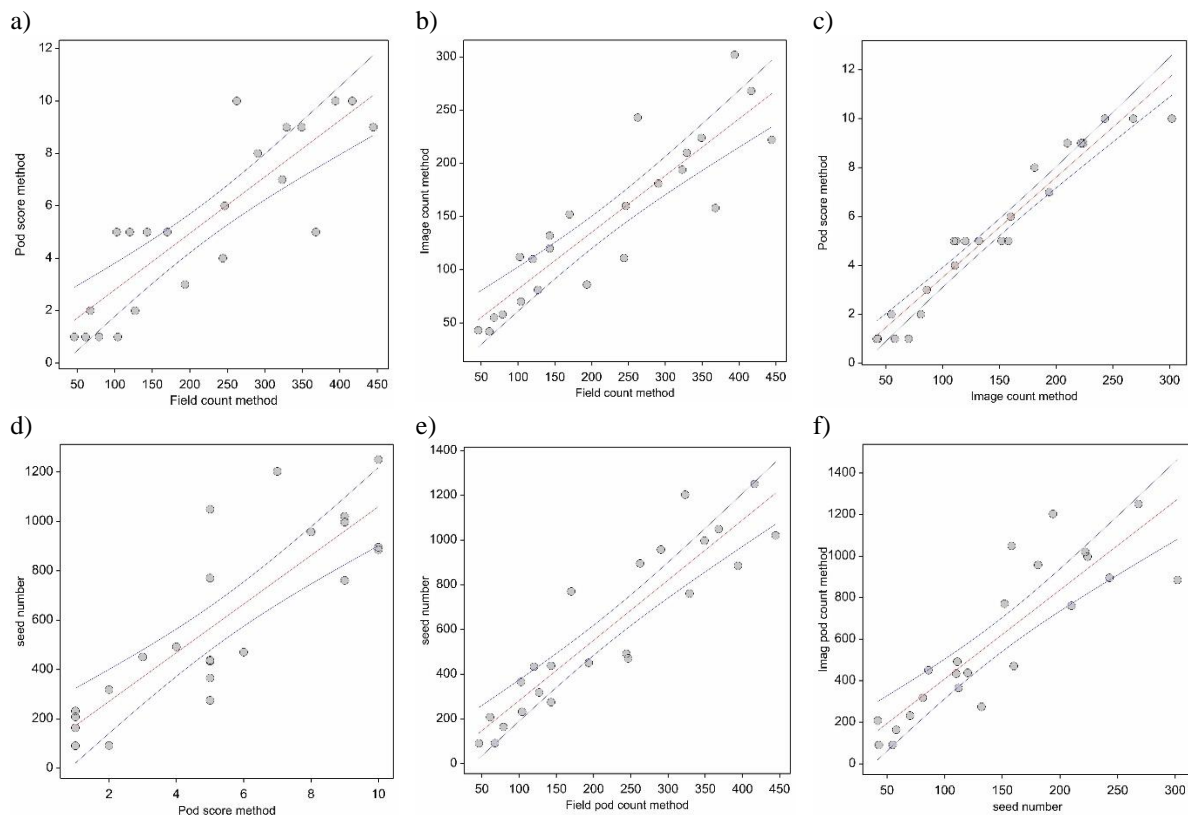 a)
b)
c)
12
10
8
6
4
2
0
Pod score method
50 100 150 200 250 300 350 400 450
Field count method
300
250
200
150
100
50
Image count method
50 100 150 200 250 300 350 400 450
Field count method
12
10
8
6
4
2
0
Pod score method
50 100 150 200 250 300
Image count method
d)
e)
f)
1200
1000
800
600
400
200
0
seed number
2 4 6 8 10
Pod score method
1400
1200
1000
800
600
400
200
0
seed number
50 100 150 200 250 300 350 400 450
Field pod count method
1400
1200
1000
800
600
400
200
0
Imag pod count method
50 100 150 200 250 300
seed number